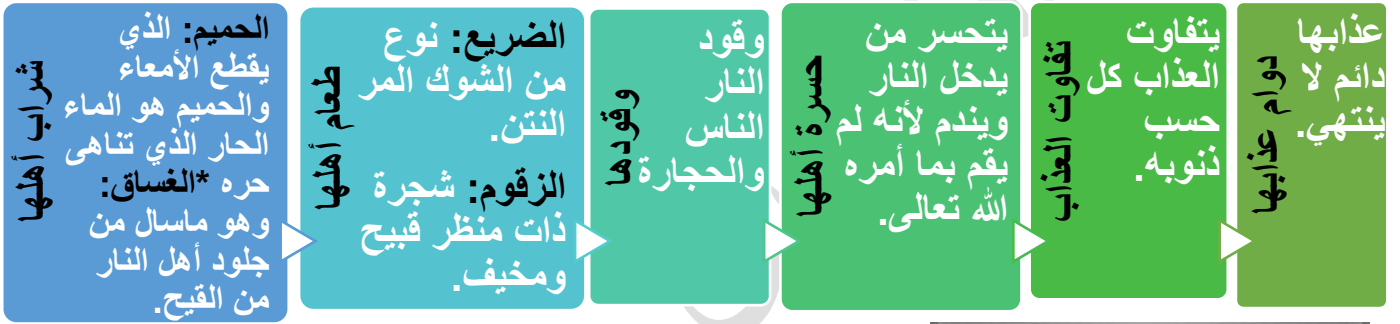 دوام عذابها
عذابها
دائم لا
ينتهي.
تفاوت العذاب
يتفاوت
العذاب كل
حسب
ذنوبه.
حسرة أهلها
يتحسر من
يدخل النار
ويندم لأنه لم
يقم بما أمره
الله تعالى.
وقودها
وقود
النار
الناس
والحجارة
طعام أهلها
الضريع: نوع
من الشوك المر
النتن.
الزقوم: شجرة
ذات منظر قبيح
ومخيف.
شراب أهلها
الحميم: الذي
يقطع الأمعاء
والحميم هو الماء
الحار الذي تناهى
حره *الغساق:
وهو ماسال من
جلود أهل النار
من القيح.